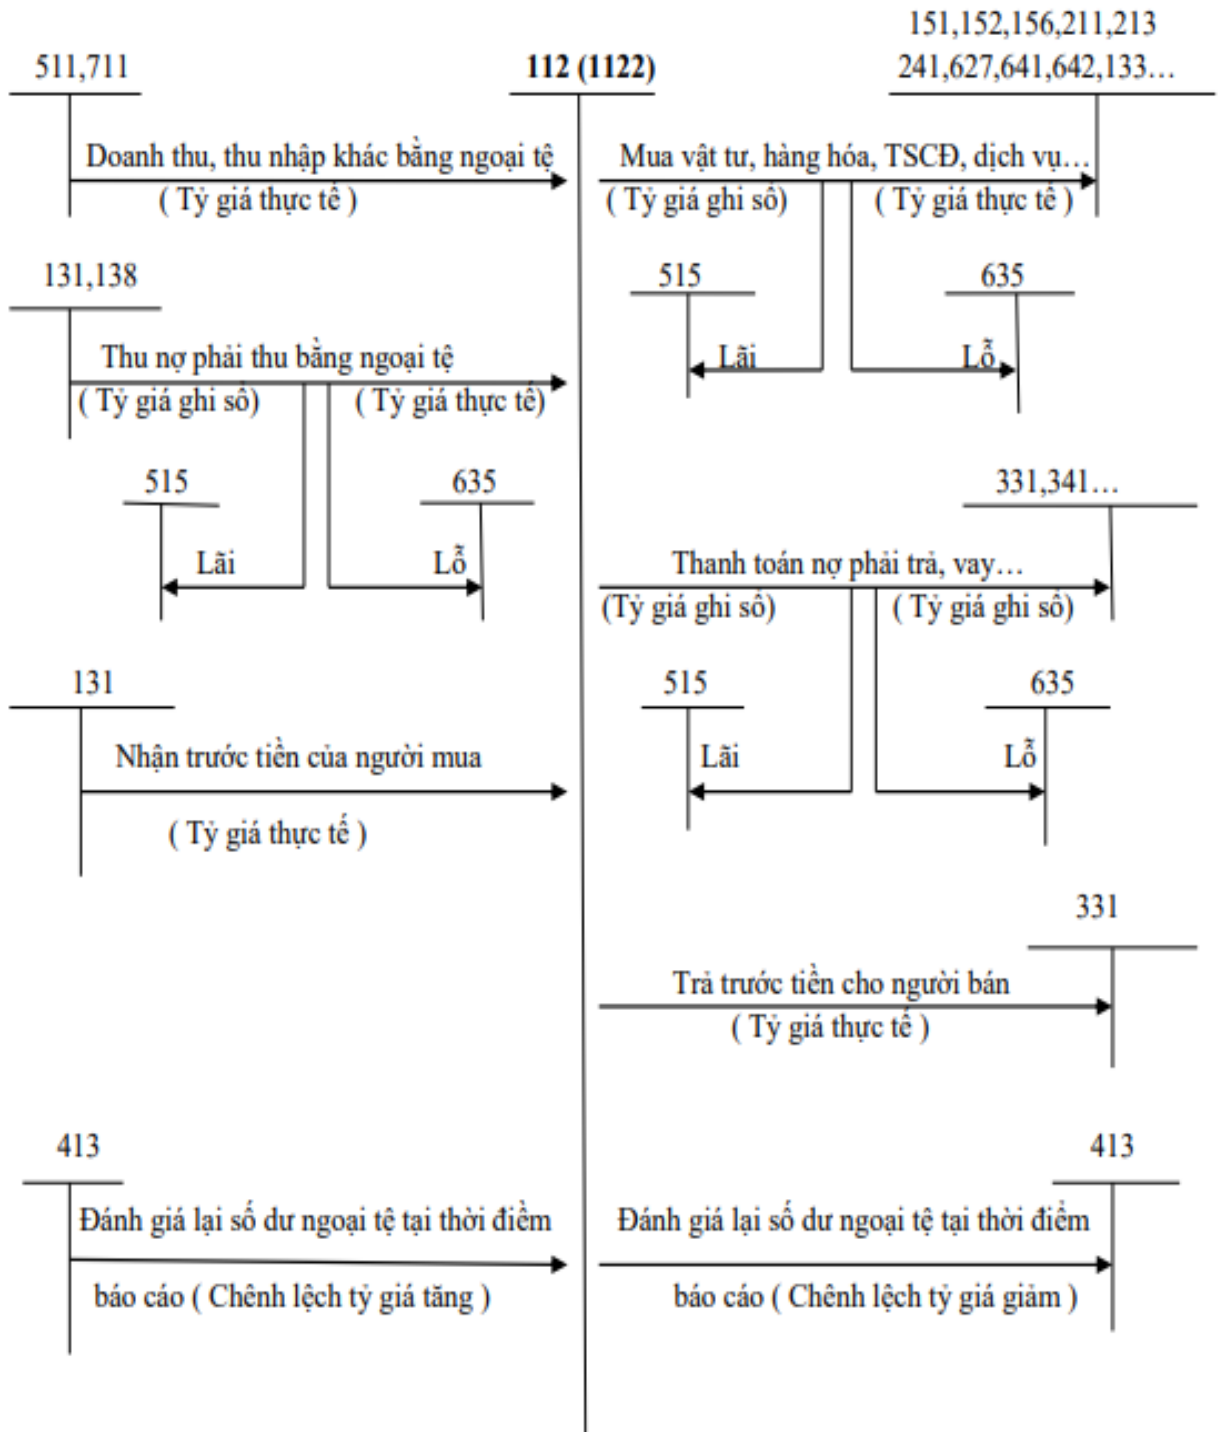 151,152,156,211,213
511,711
112 (1122)
241,627,641,642,133...
Doanh thu, thu nhập khác bằng ngoại tệ
( Tỷ giá thực tế )
Mua vật tư, hàng hóa, TSCĐ, dịch vụ...
(Tỷ giá ghi sổ)
( Tỷ giá thực tế )
515
635
Lãi
Lỗ
131,138
Thu nợ phải thu bằng ngoại tệ
( Tỷ giá ghi sổ)
( Tỷ giá thực tế)
515
635
Lãi
Lỗ
331,341...
Thanh toán nợ phải trả, vay...
(Tỷ giá ghi sổ)
( Tỷ giá ghi sổ)
515
635
Lãi
Lỗ
131
Nhận trước tiền của người mua
( Tỷ giá thực tế )
331
Trả trước tiền cho người bán
( Tỷ giá thực tế )
413
Đánh giá lại số dư ngoại tệ tại thời điểm
báo cáo ( Chênh lệch tỷ giá tăng )
413
Đánh giá lại số dư ngoại tệ tại thời điểm
báo cáo ( Chênh lệch tỷ giá giảm )